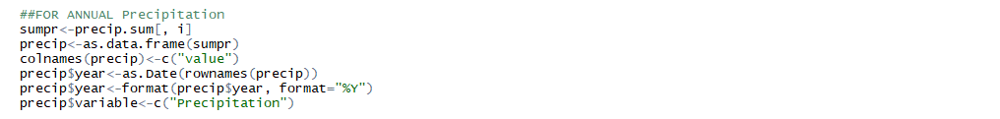 ##FOR ANNUAL Precipitation
sumpr<-precip.sum[, i]
precip<-as.data.frame(sumpr)
colnames(precip)<-c("value")
precip$year<-as.Date(rownames(precip))
precip$year<-format(precip$year, format="%Y")
precip$variable<-c("Precipitation")